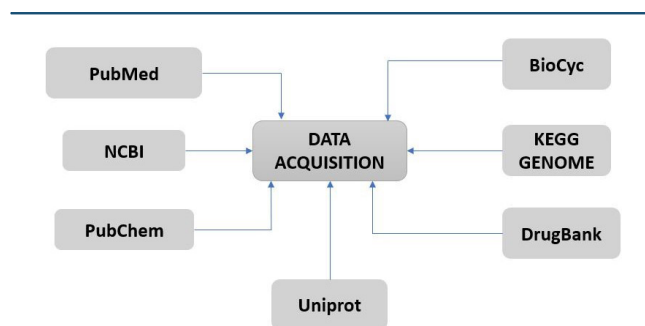 PubMed
BioCyc
NCBI
DATA
ACQUISITION
KEGG
GENOME
PubChem
DrugBank
Uniprot